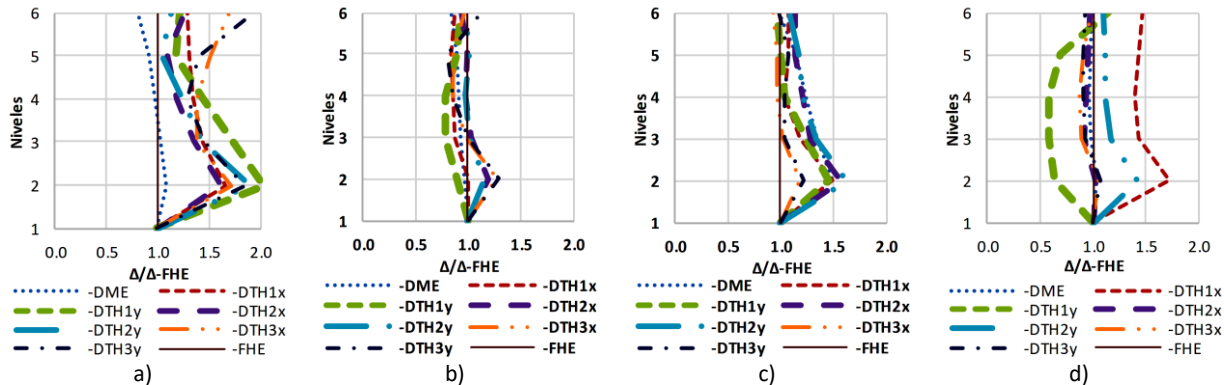 Niveles
6
5
4
3
2
1
0.0 0.5 1.0 1.5 2.0
Δ/Δ-FHE
-DME -DTH1x
-DTH1y -DTH2x
-DTH2y -DTH3x
-DTH3y -FHE
a)
Niveles
6
5
4
3
2
1
0.0 0.5 1.0 1.5 2.0
Δ/Δ-FHE
-DME -DTH1x
-DTH1y -DTH2x
-DTH2y -DTH3x
-DTH3y -FHE
b)
Niveles
6
5
4
3
2
1
0.0 0.5 1.0 1.5 2.0
Δ/Δ-FHE
-DME -DTH1x
-DTH1y -DTH2x
-DTH2y -DTH3x
-DTH3y -FHE
c)
Niveles
6
5
4
3
2
1
0.0 0.5 1.0 1.5 2.0
Δ/Δ-FHE
-DME -DTH1x
-DTH1y -DTH2x
-DTH2y -DTH3x
-DTH3y -FHE
d)